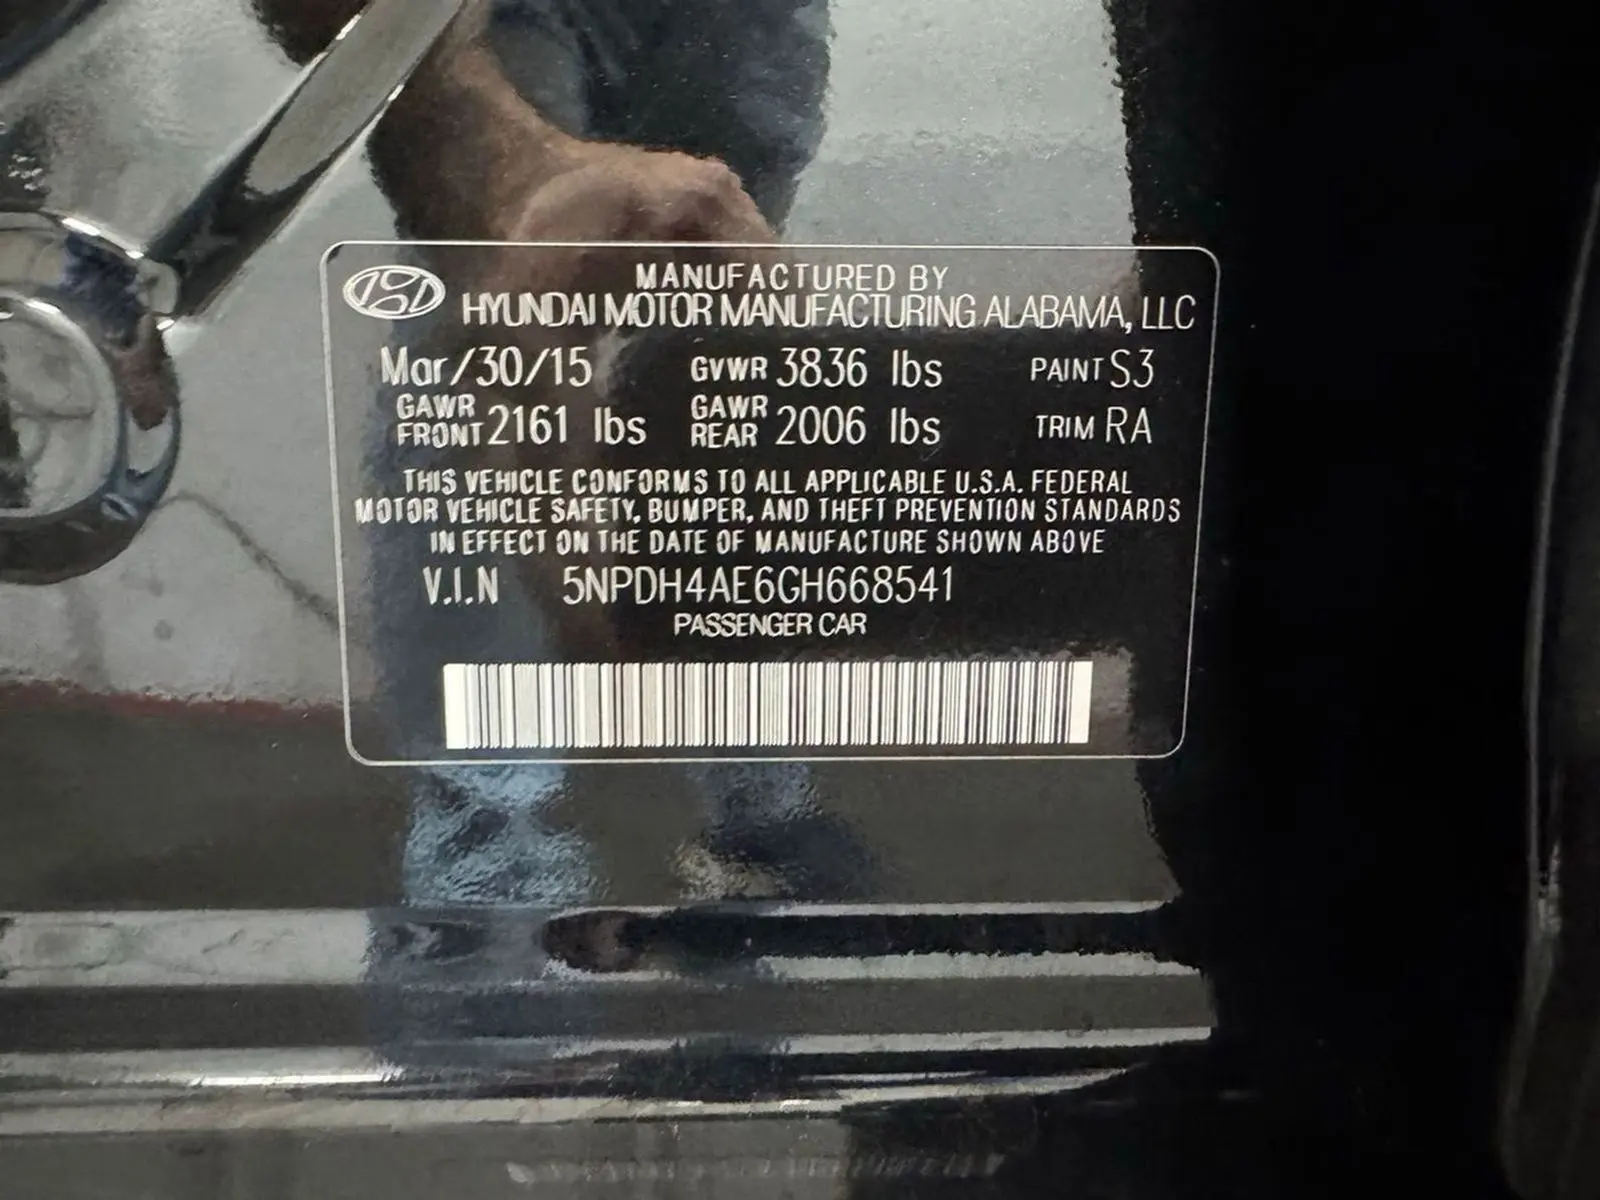 MANUFACTURED BY
HYUNDAI MOTOR MANUFACTURING ALABAMA, LLC
Mar/30/15 GVWR 3836 lbs PAINT S3
GAWR FRONT 2161 lbs GAWR REAR 2006 lbs TRIM RA
THIS VEHICLE CONFORMS TO ALL APPLICABLE U.S.A. FEDERAL
MOTOR VEHICLE SAFETY, BUMPER, AND THEFT PREVENTION STANDARDS
IN EFFECT ON THE DATE OF MANUFACTURE SHOWN ABOVE
V.I.N 5NPDH4AE6GH668541
PASSENGER CAR